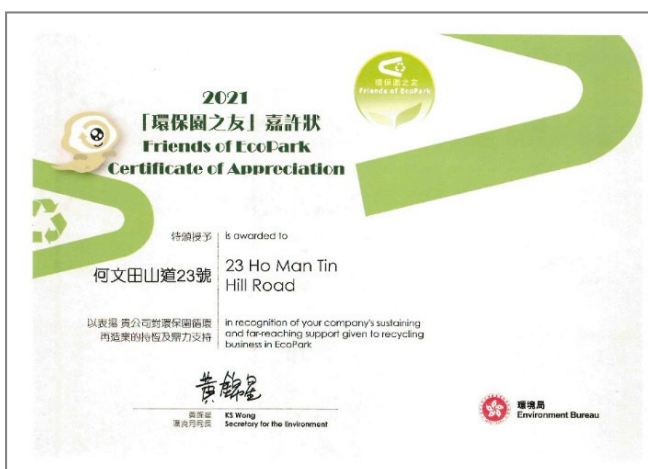 環保園之友
Friends of EcoPark
2021
「環保園之友」嘉許狀
Friends of EcoPark
Certificate of Appreciation
特頒授予
is awarded to
何文田山道23號
23 Ho Man Tin
Hill Road
以表揚 貴公司對環保園循環
再造業的持恆及鼎力支持
in recognition of your company's sustaining
and far-reaching support given to recycling
business in EcoPark
黃錦星
黃錦星
環境局局長
KS Wong
Secretary for the Environment
環境局
Environment Bureau